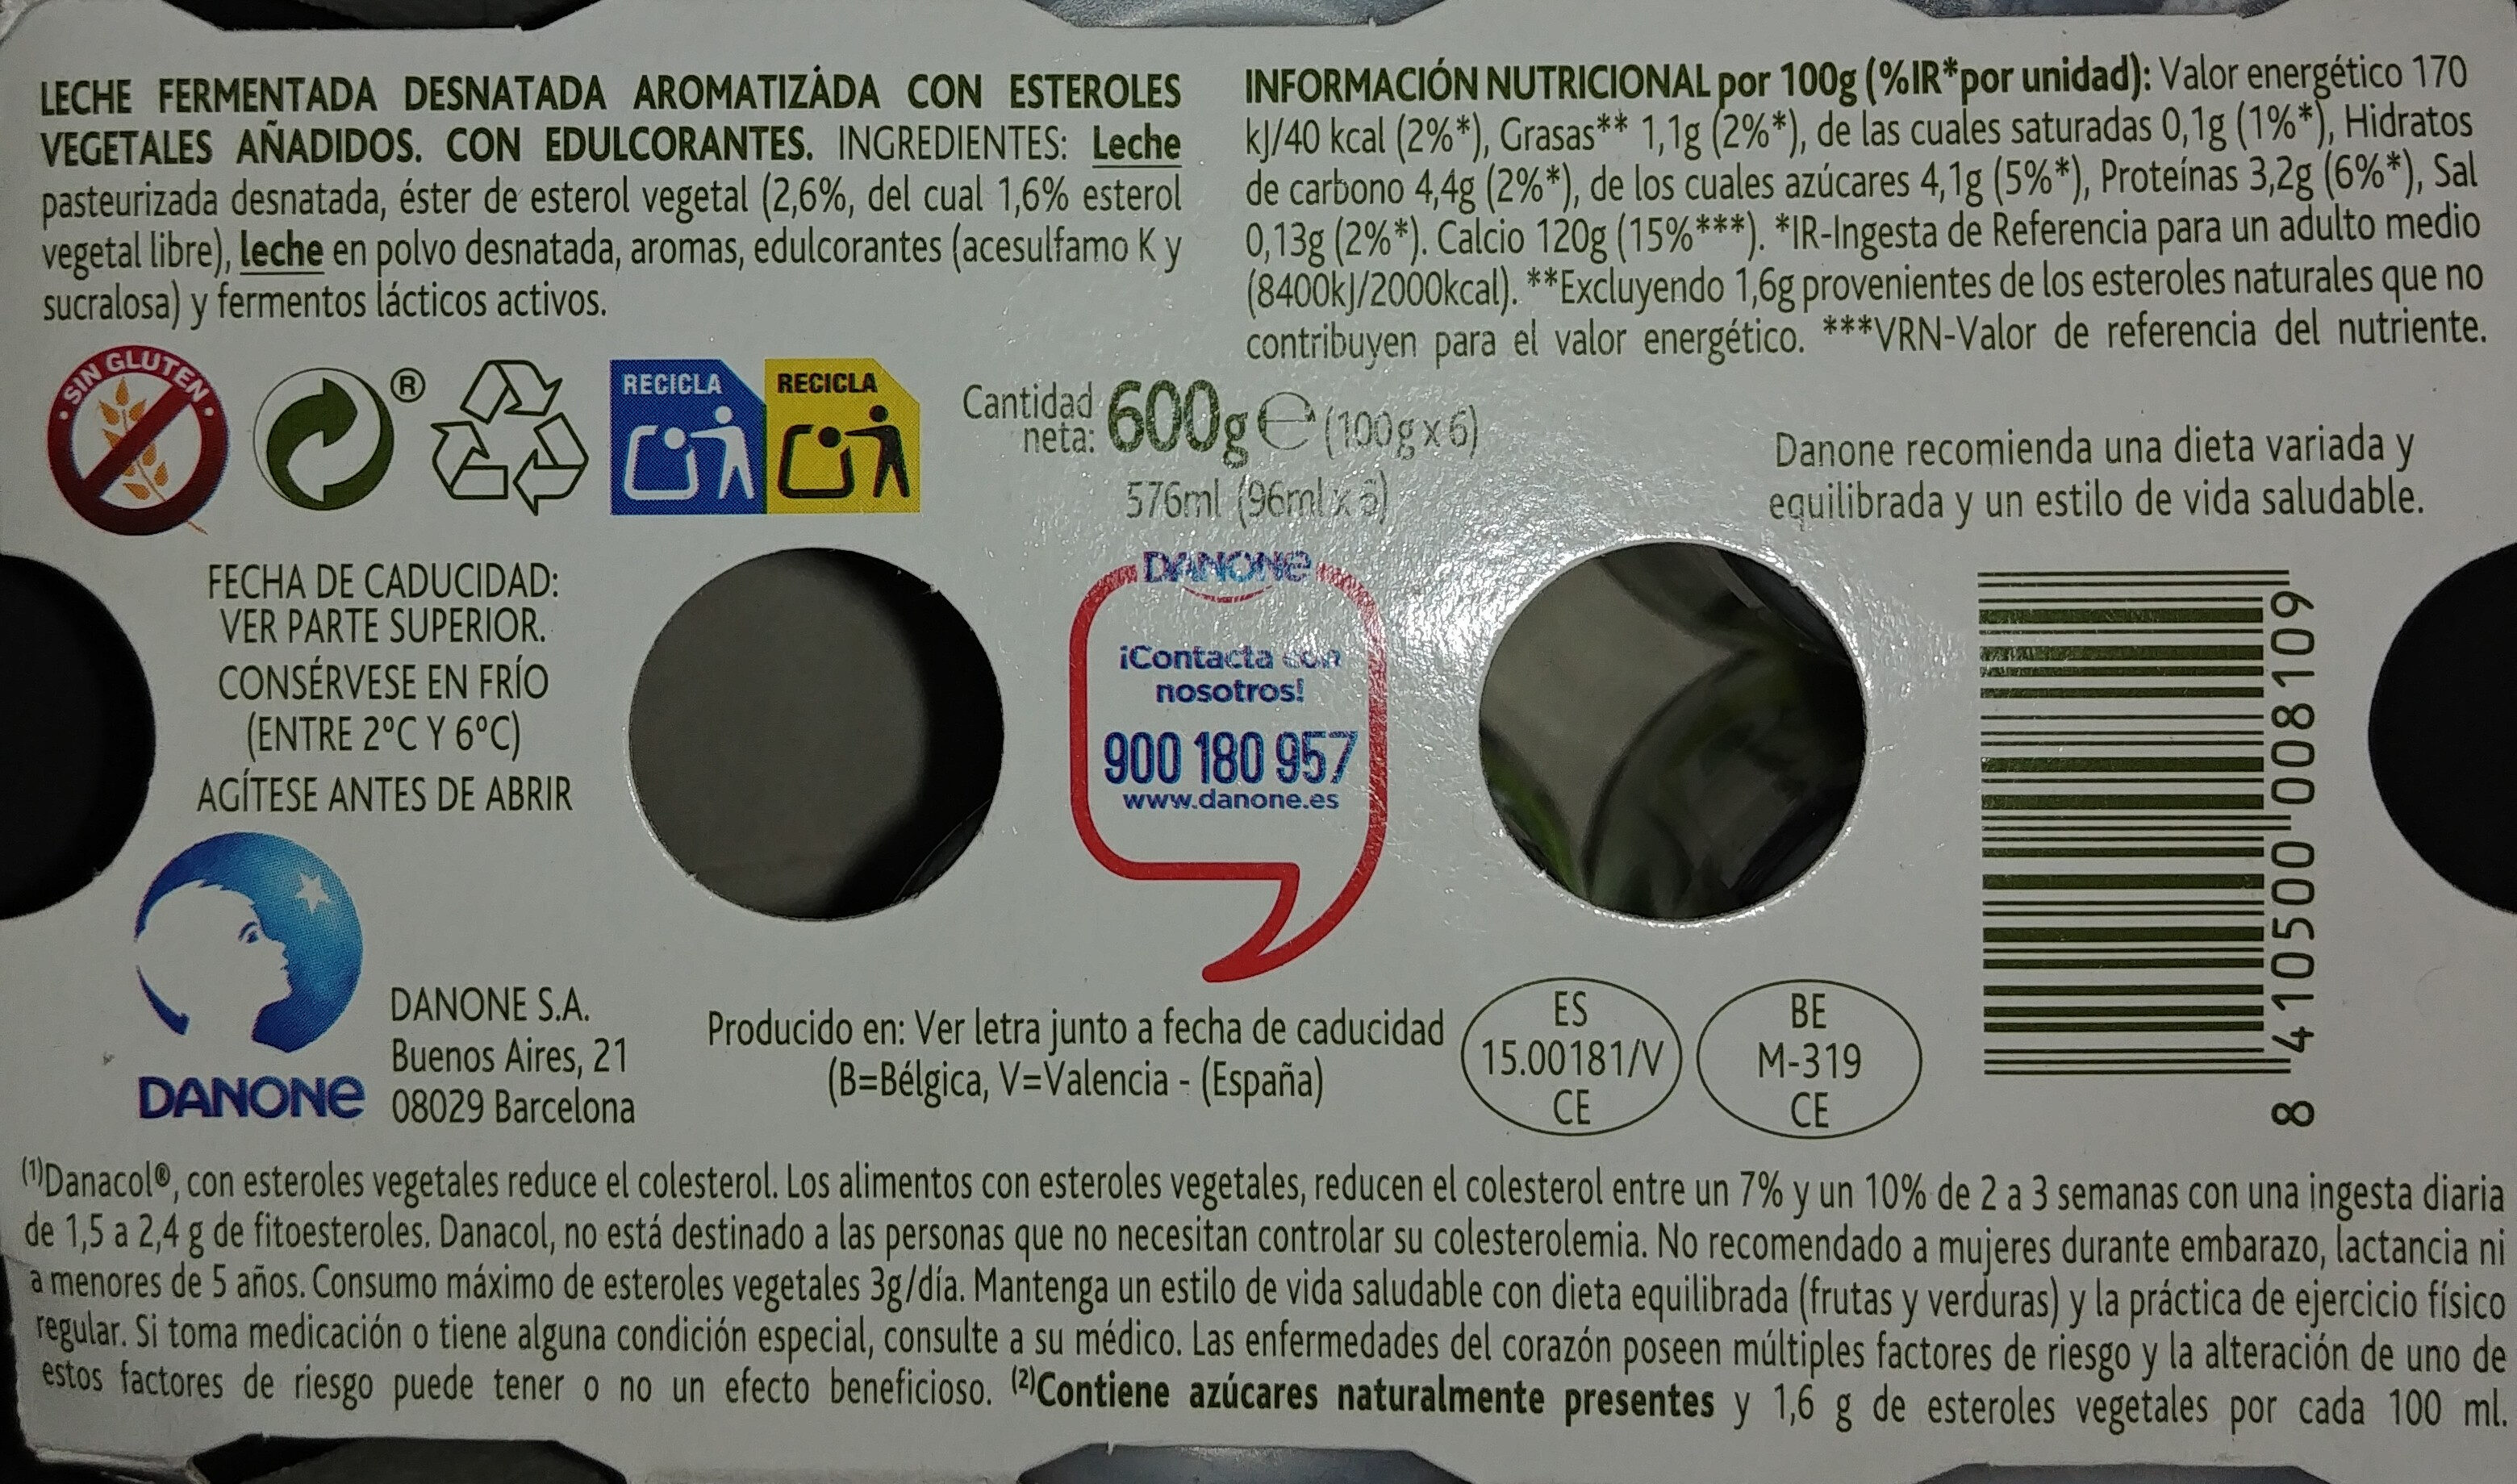 LECHE FERMENTADA DESNATADA AROMATIZADA CON ESTEROLES
VEGETALES AÑADIDOS. CON EDULCORANTES. INGREDIENTES: Leche
pasteurizada desnatada, éster de esterol vegetal (2,6%, del cual 1,6% esterol
vegetal libre), leche en polvo desnatada, aromas, edulcorantes (acesulfamo K y
sucralosa) y fermentos lácticos activos.
INFORMACIÓN NUTRICIONAL por 100g (%IR*por unidad): Valor energético 170
kJ/40 kcal (2%*), Grasas** 1,1g (2%*), de las cuales saturadas 0,1g (1%*), Hidratos
de carbono 4,4g (2%*), de los cuales azúcares 4,1g (5%*), Proteínas 3,2g (6%*), Sal
0,13g (2%*). Calcio 120g (15%***). *IR-Ingesta de Referencia para un adulto medio
(8400kJ/2000kcal). **Excluyendo 1,6g provenientes de los esteroles naturales que no
contribuyen para el valor energético. ***VRN-Valor de referencia del nutriente.
SIN GLUTEN
®
RECICLA
RECICLA
Cantidad
neta: 600g e (100g x 6)
576ml (96ml x 6)
Danone recomienda una dieta variada y
equilibrada y un estilo de vida saludable.
FECHA DE CADUCIDAD:
VER PARTE SUPERIOR.
CONSÉRVESE EN FRÍO
(ENTRE 2ºC Y 6ºC)
AGÍTESE ANTES DE ABRIR
DANONE
¡Contacta con
nosotros!
900 180 957
www.danone.es
8 410500 008109
DANONE
DANONE S.A.
Buenos Aires, 21
08029 Barcelona
Producido en: Ver letra junto a fecha de caducidad
(B=Bélgica, V=Valencia - (España)
ES
15.00181/V
CE
BE
M-319
CE
(1)Danacol®, con esteroles vegetales reduce el colesterol. Los alimentos con esteroles vegetales, reducen el colesterol entre un 7% y un 10% de 2 a 3 semanas con una ingesta diaria
de 1,5 a 2,4 g de fitoesteroles. Danacol, no está destinado a las personas que no necesitan controlar su colesterolemia. No recomendado a mujeres durante embarazo, lactancia ni
a menores de 5 años. Consumo máximo de esteroles vegetales 3g/día. Mantenga un estilo de vida saludable con dieta equilibrada (frutas y verduras) y la práctica de ejercicio físico
regular. Si toma medicación o tiene alguna condición especial, consulte a su médico. Las enfermedades del corazón poseen múltiples factores de riesgo y la alteración de uno de
estos factores de riesgo puede tener o no un efecto beneficioso. (2)Contiene azúcares naturalmente presentes y 1,6 g de esteroles vegetales por cada 100 ml.